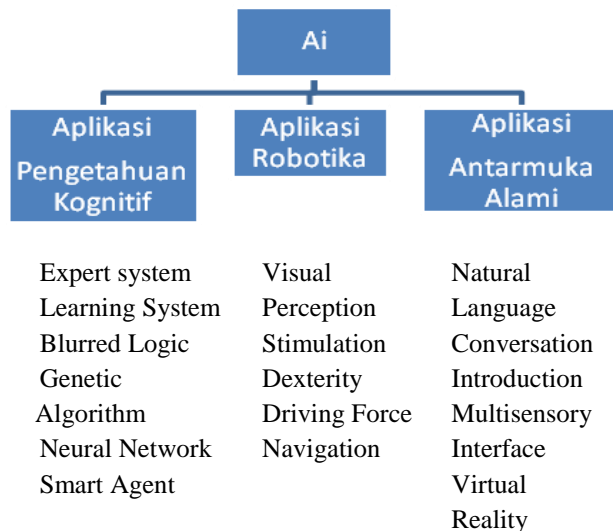 Ai
Aplikasi
Pengetahuan
Kognitif
Aplikasi
Robotika
Aplikasi
Antarmuka
Alami
Expert system
Learning System
Blurred Logic
Genetic
Algorithm
Neural Network
Smart Agent
Visual
Perception
Stimulation
Dexterity
Driving Force
Navigation
Natural
Language
Conversation
Introduction
Multisensory
Interface
Virtual
Reality